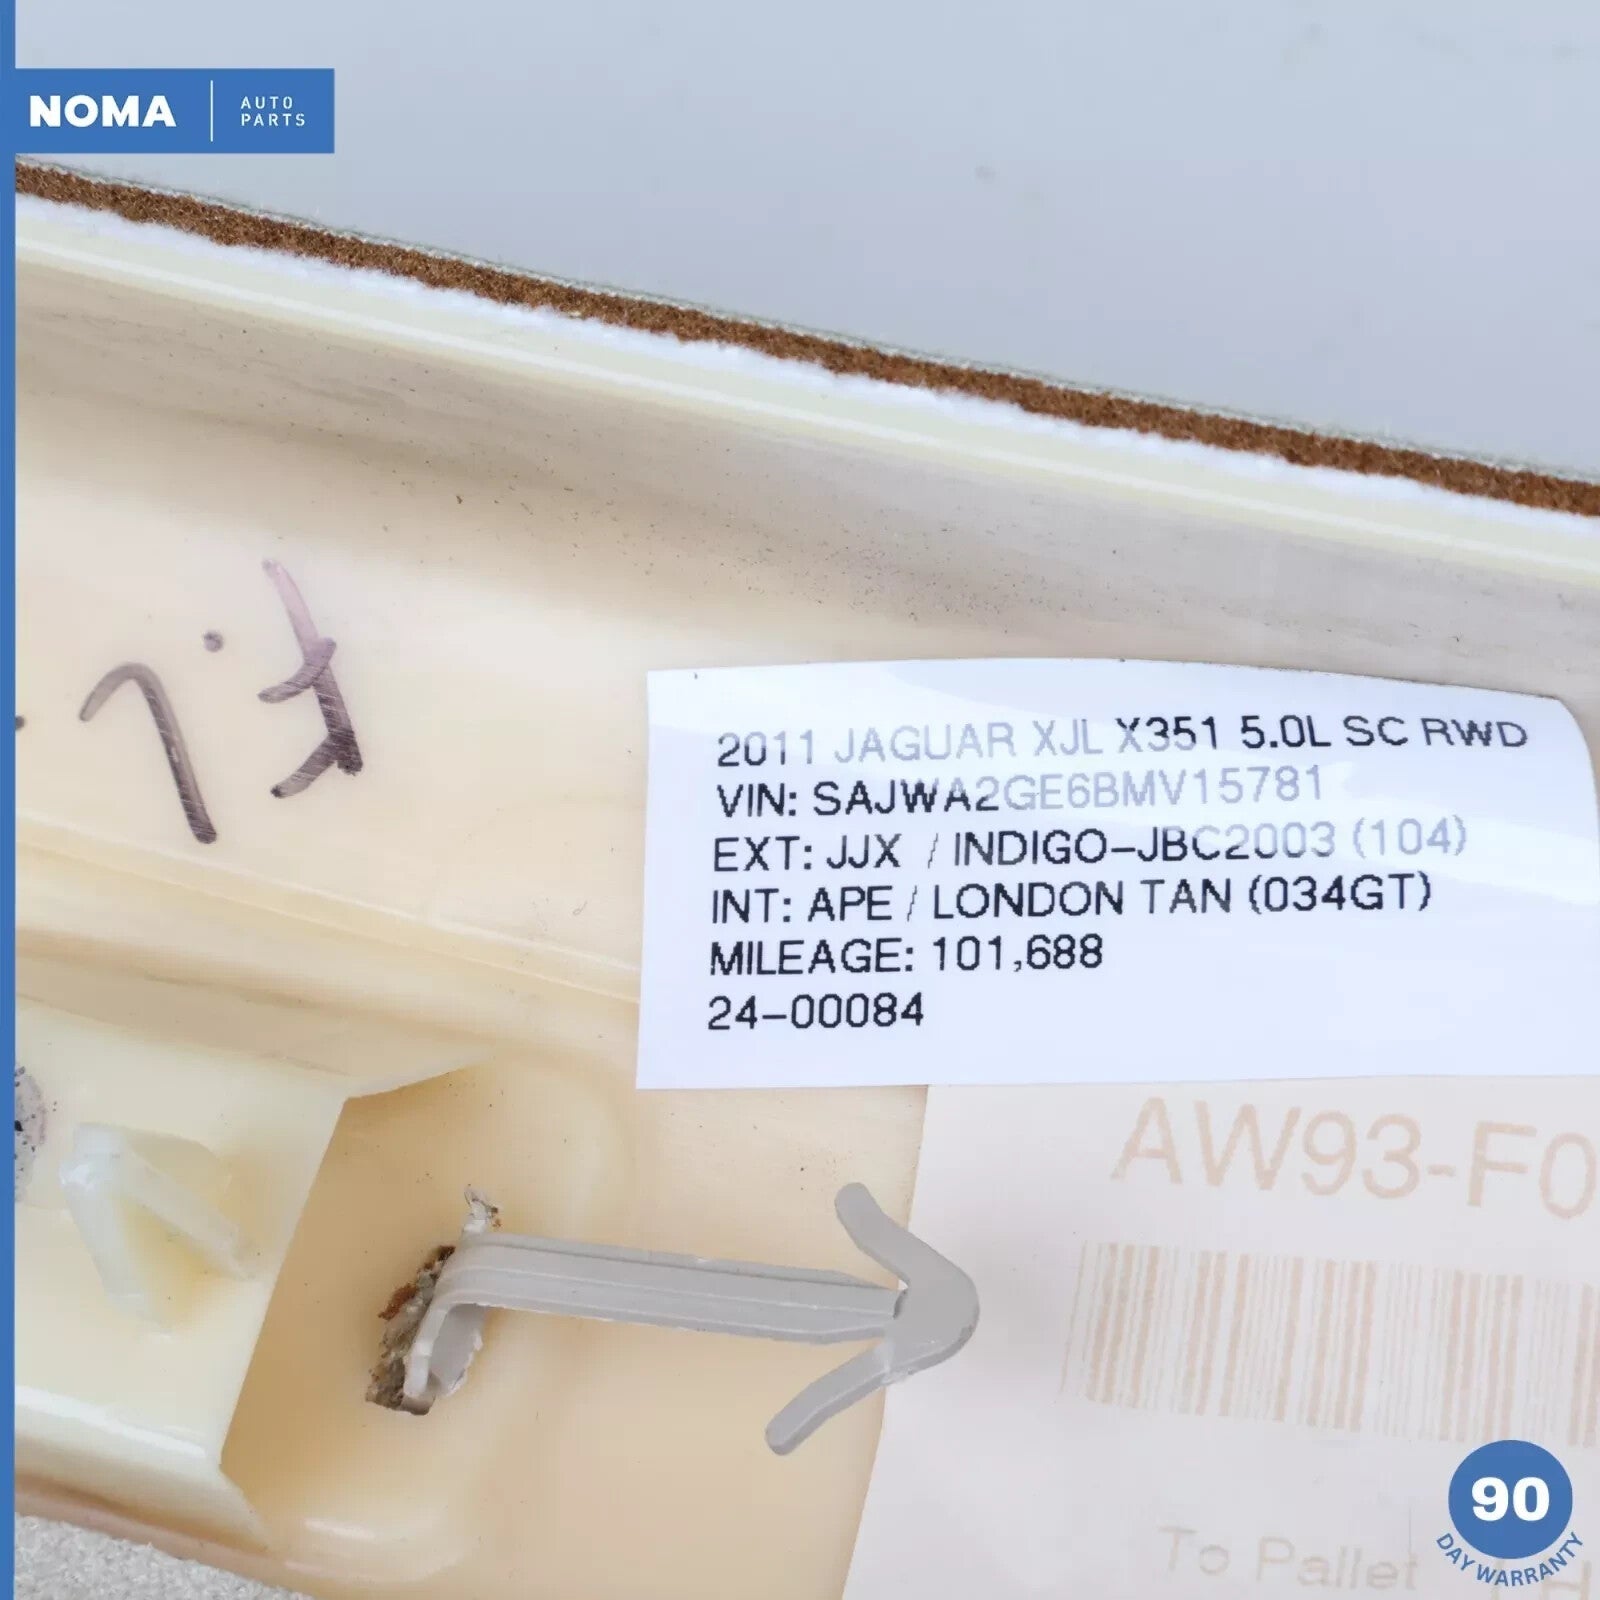 NOMA
AUTO
PARTS
2011 JAGUAR XJL X351 5.0L SC RWD
VIN: SAJWA2GE6BMV15781
EXT: JJX / INDIGO-JBC2003 (104)
INT: APE / LONDON TAN (034GT)
MILEAGE: 101,688
24-00084
AW93-F0
To Pallet
90
DAY WARRANTY